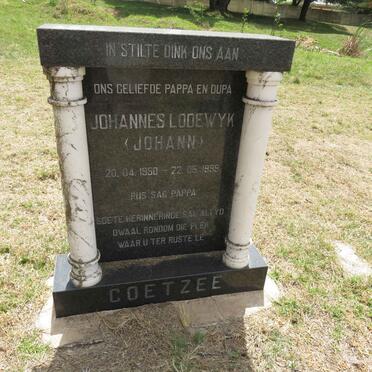 IN STILTE DINK ONS AAN
ONS GELIEFDE PAPPA EN OUPA
JOHANNES LODEWYK
(JOHANN)
20.04.1950 - 22.05.1999
RUS SAG PAPPA
SOETE HERINNERINGE SAL ALTYD
DWAAL RONDOM DIE PLEK
WAAR U TER RUSTE LÊ
COETZEE